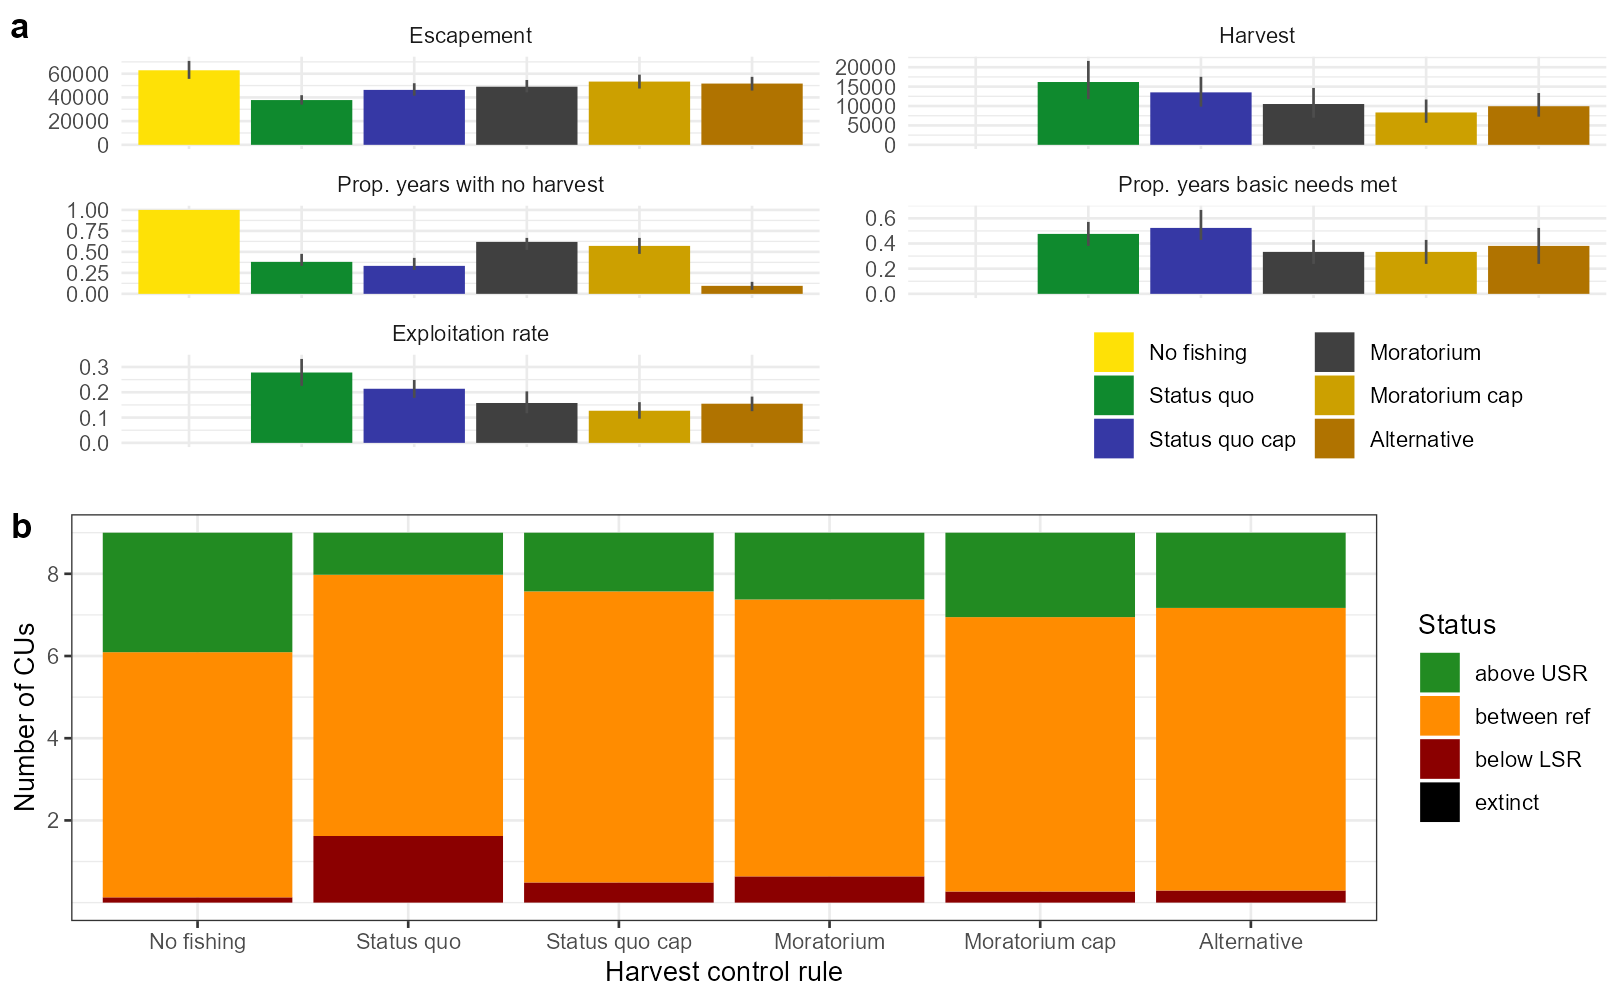 a
Escapement
60000
40000
20000
0
Harvest
20000
15000
10000
5000
0
Prop. years with no harvest
1.00
0.75
0.50
0.25
0.00
Prop. years basic needs met
0.6
0.4
0.2
0.0
Exploitation rate
0.3
0.2
0.1
0.0
No fishing
Status quo
Status quo cap
Moratorium
Moratorium cap
Alternative
b
Number of CUs
8
6
4
2
No fishing
Status quo
Status quo cap
Moratorium
Moratorium cap
Alternative
Harvest control rule
Status
above USR
between ref
below LSR
extinct